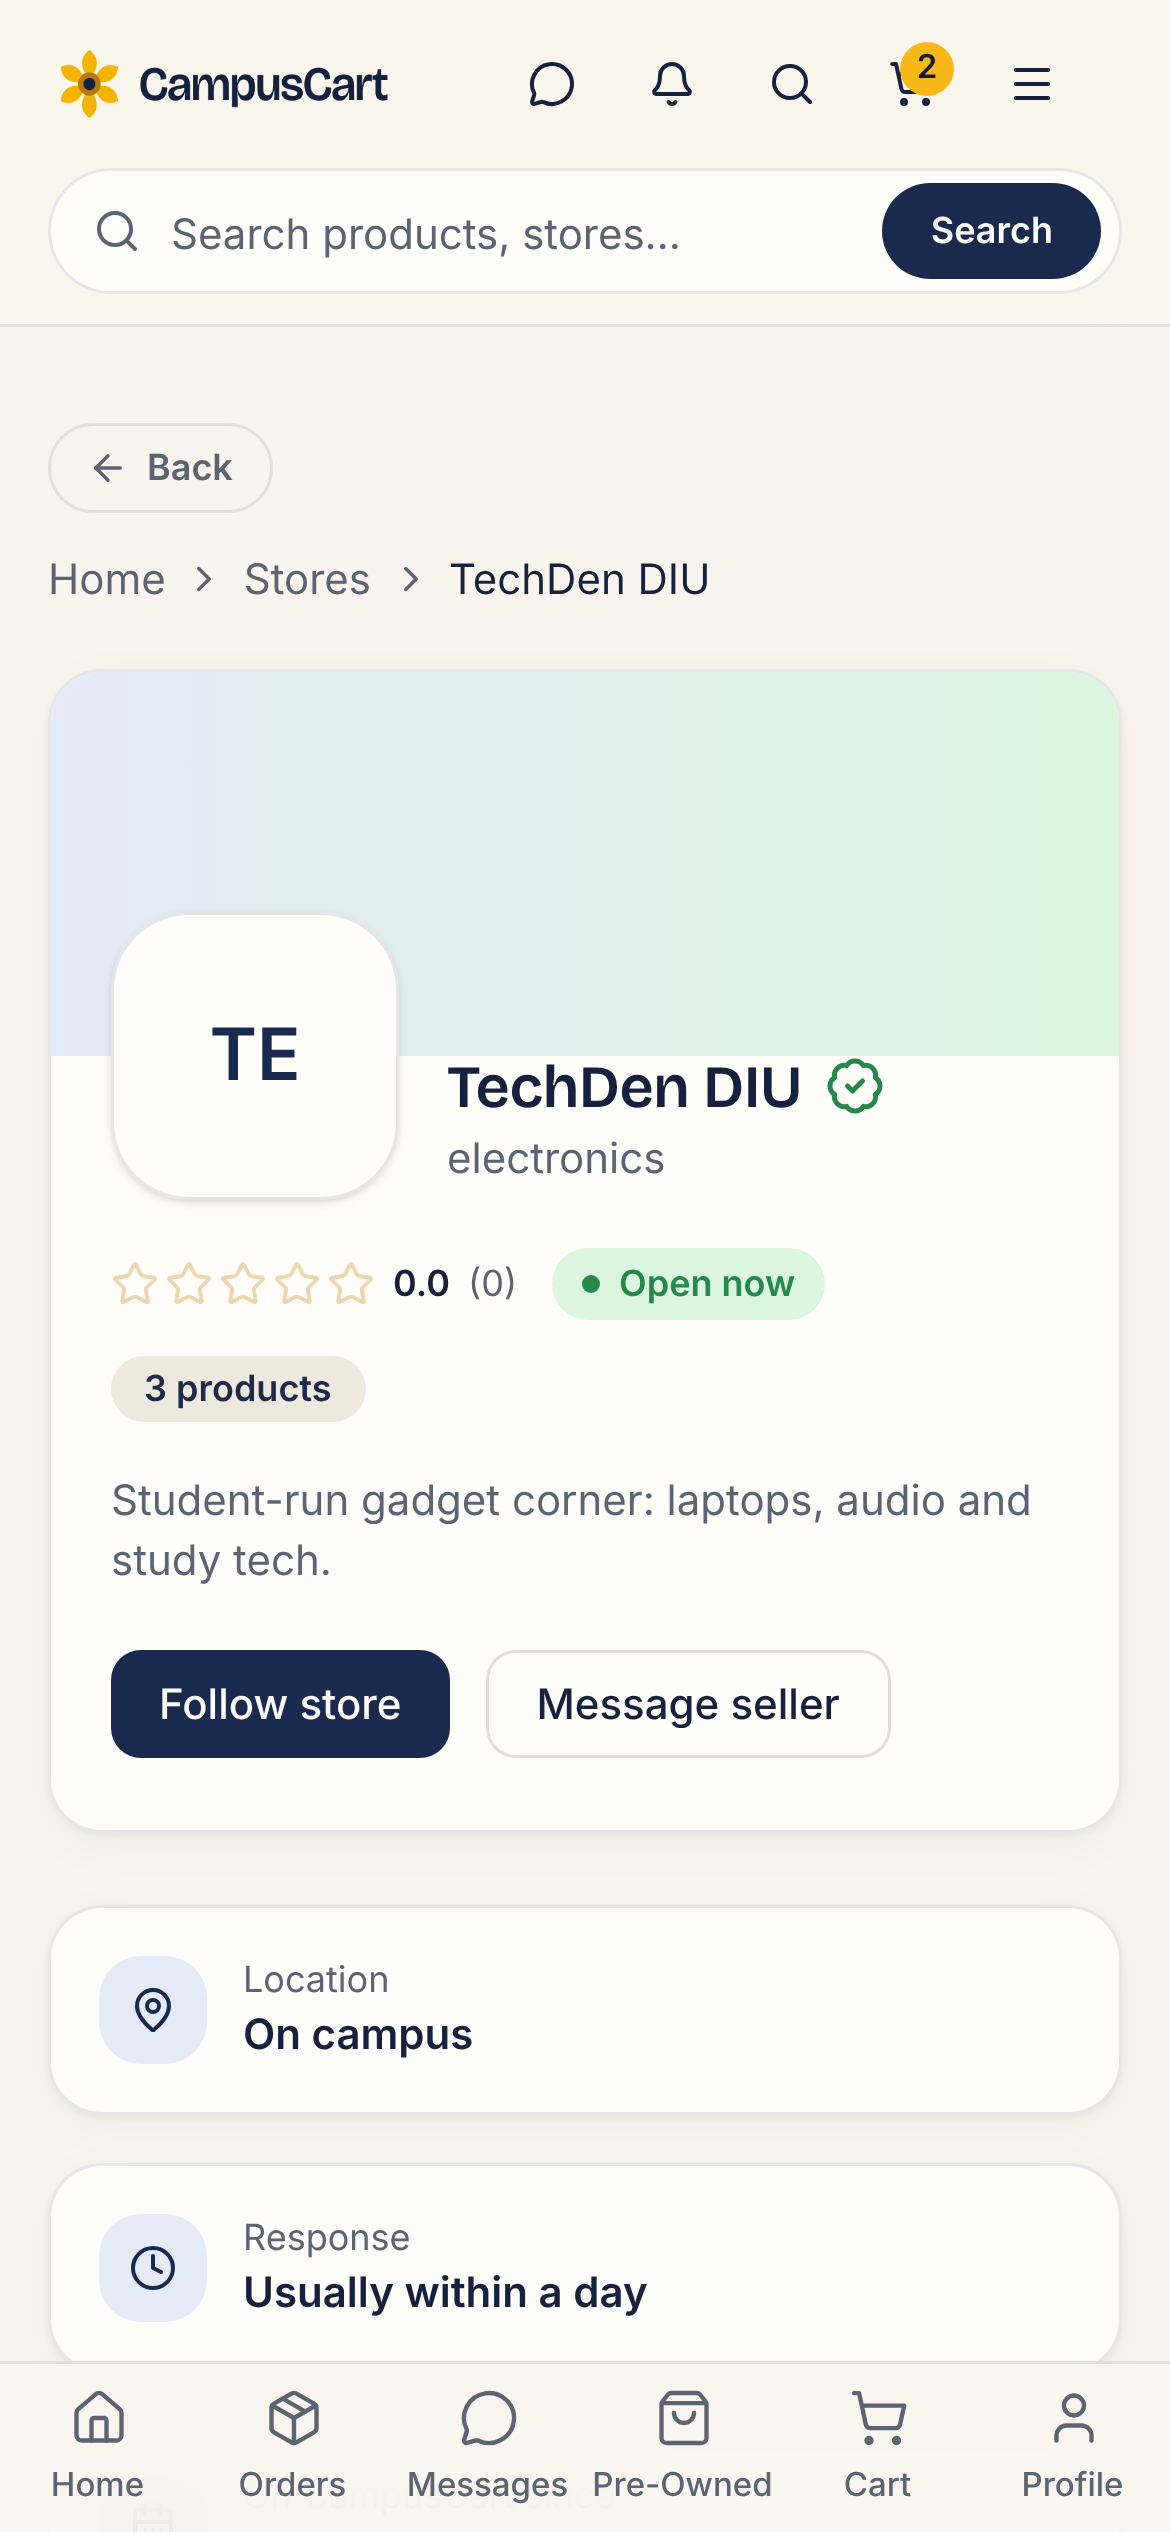 CampusCart
2
Search products, stores...
Search
Back
Home > Stores > TechDen DIU
TE
TechDen DIU
electronics
0.0 (0)
Open now
3 products
Student-run gadget corner: laptops, audio and
study tech.
Follow store
Message seller
Location
On campus
Response
Usually within a day
Home
Orders
Messages
Pre-Owned
Cart
Profile